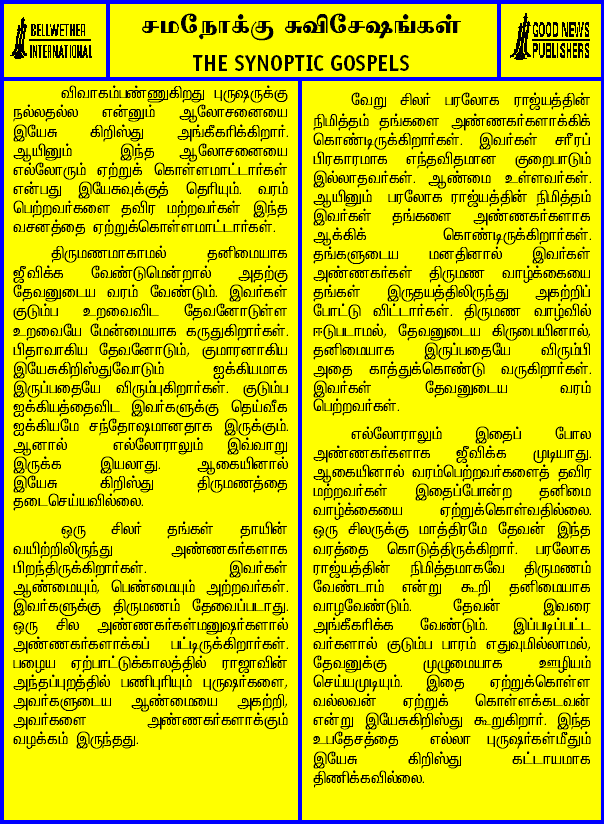 BELLWETHER
INTERNATIONAL
சமநோக்கு சுவிசேஷங்கள்
THE SYNOPTIC GOSPELS
GOOD NEWS
PUBLISHERS
விவாகம்பண்ணுகிறது புருஷருக்கு
நல்லதல்ல என்னும் ஆலோசனையை
இயேசு கிறிஸ்து அங்கீகரிக்கிறார்.
ஆயினும் இந்த ஆலோசனையை
எல்லோரும் ஏற்றுக் கொள்ளமாட்டார்கள்
என்பது இயேசுவுக்குத் தெரியும். வரம்
பெற்றவர்களை தவிர மற்றவர்கள் இந்த
வசனத்தை ஏற்றுக்கொள்ளமாட்டார்கள்.
திருமணமாகாமல் தனிமையாக
ஜீவிக்க வேண்டுமென்றால் அதற்கு
தேவனுடைய வரம் வேண்டும். இவர்கள்
குடும்ப உறவைவிட தேவனோடுள்ள
உறவையே மேன்மையாக கருதுகிறார்கள்.
பிதாவாகிய தேவனோடும், குமாரனாகிய
இயேசுகிறிஸ்துவோடும் ஐக்கியமாக
இருப்பதையே விரும்புகிறார்கள். குடும்ப
ஐக்கியத்தைவிட இவர்களுக்கு தெய்வீக
ஐக்கியமே சந்தோஷமானதாக இருக்கும்.
ஆனால் எல்லோராலும் இவ்வாறு
இருக்க இயலாது. ஆகையினால்
இயேசு கிறிஸ்து திருமணத்தை
தடைசெய்யவில்லை.
ஒரு சிலர் தங்கள் தாயின்
வயிற்றிலிருந்து அண்ணகர்களாக
பிறந்திருக்கிறார்கள். இவர்கள்
ஆண்மையும், பெண்மையும் அற்றவர்கள்.
இவர்களுக்கு திருமணம் தேவைப்படாது.
ஒரு சில அண்ணகர்கள்மனுஷர்களால்
அண்ணகர்களாக்கப் பட்டிருக்கிறார்கள்.
பழைய ஏற்பாட்டுக்காலத்தில் ராஜாவின்
அந்தப்புறத்தில் பணிபுரியும் புருஷர்களை,
அவர்களுடைய ஆண்மையை அகற்றி,
அவர்களை அண்ணகர்களாக்கும்
வழக்கம் இருந்தது.
வேறு சிலர் பரலோக ராஜ்யத்தின்
நிமித்தம் தங்களை அண்ணகர்களாக்கிக்
கொண்டிருக்கிறார்கள். இவர்கள் சரீரப்
பிரகாரமாக எந்தவிதமான குறைபாடும்
இல்லாதவர்கள். ஆண்மை உள்ளவர்கள்.
ஆயினும் பரலோக ராஜ்யத்தின் நிமித்தம்
இவர்கள் தங்களை அண்ணகர்களாக
ஆக்கிக் கொண்டிருக்கிறார்கள்.
தங்களுடைய மனதினால் இவர்கள்
அண்ணகர்கள் திருமண வாழ்க்கையை
தங்கள் இருதயத்திலிருந்து அகற்றிப்
போட்டு விட்டார்கள். திருமண வாழ்வில்
ஈடுபடாமல், தேவனுடைய கிருபையினால்,
தனிமையாக இருப்பதையே விரும்பி
அதை காத்துக்கொண்டு வருகிறார்கள்.
இவர்கள் தேவனுடைய வரம்
பெற்றவர்கள்.
எல்லோராலும் இதைப் போல
அண்ணகர்களாக ஜீவிக்க முடியாது.
ஆகையினால் வரம்பெற்றவர்களைத் தவிர
மற்றவர்கள் இதைப்போன்ற தனிமை
வாழ்க்கையை ஏற்றுக்கொள்வதில்லை.
ஒரு சிலருக்கு மாத்திரமே தேவன் இந்த
வரத்தை கொடுத்திருக்கிறார். பரலோக
ராஜ்யத்தின் நிமித்தமாகவே திருமணம்
வேண்டாம் என்று கூறி தனிமையாக
வாழவேண்டும். தேவன் இவரை
அங்கீகரிக்க வேண்டும். இப்படிப்பட்ட
வர்களால் குடும்ப பாரம் எதுவுமில்லாமல்,
தேவனுக்கு முழுமையாக ஊழியம்
செய்யமுடியும். இதை ஏற்றுக்கொள்ள
வல்லவன் ஏற்றுக் கொள்ளக்கடவன்
என்று இயேசுகிறிஸ்து கூறுகிறார். இந்த
உபதேசத்தை எல்லா புருஷர்கள்மீதும்
இயேசு கிறிஸ்து கட்டாயமாக
திணிக்கவில்லை.